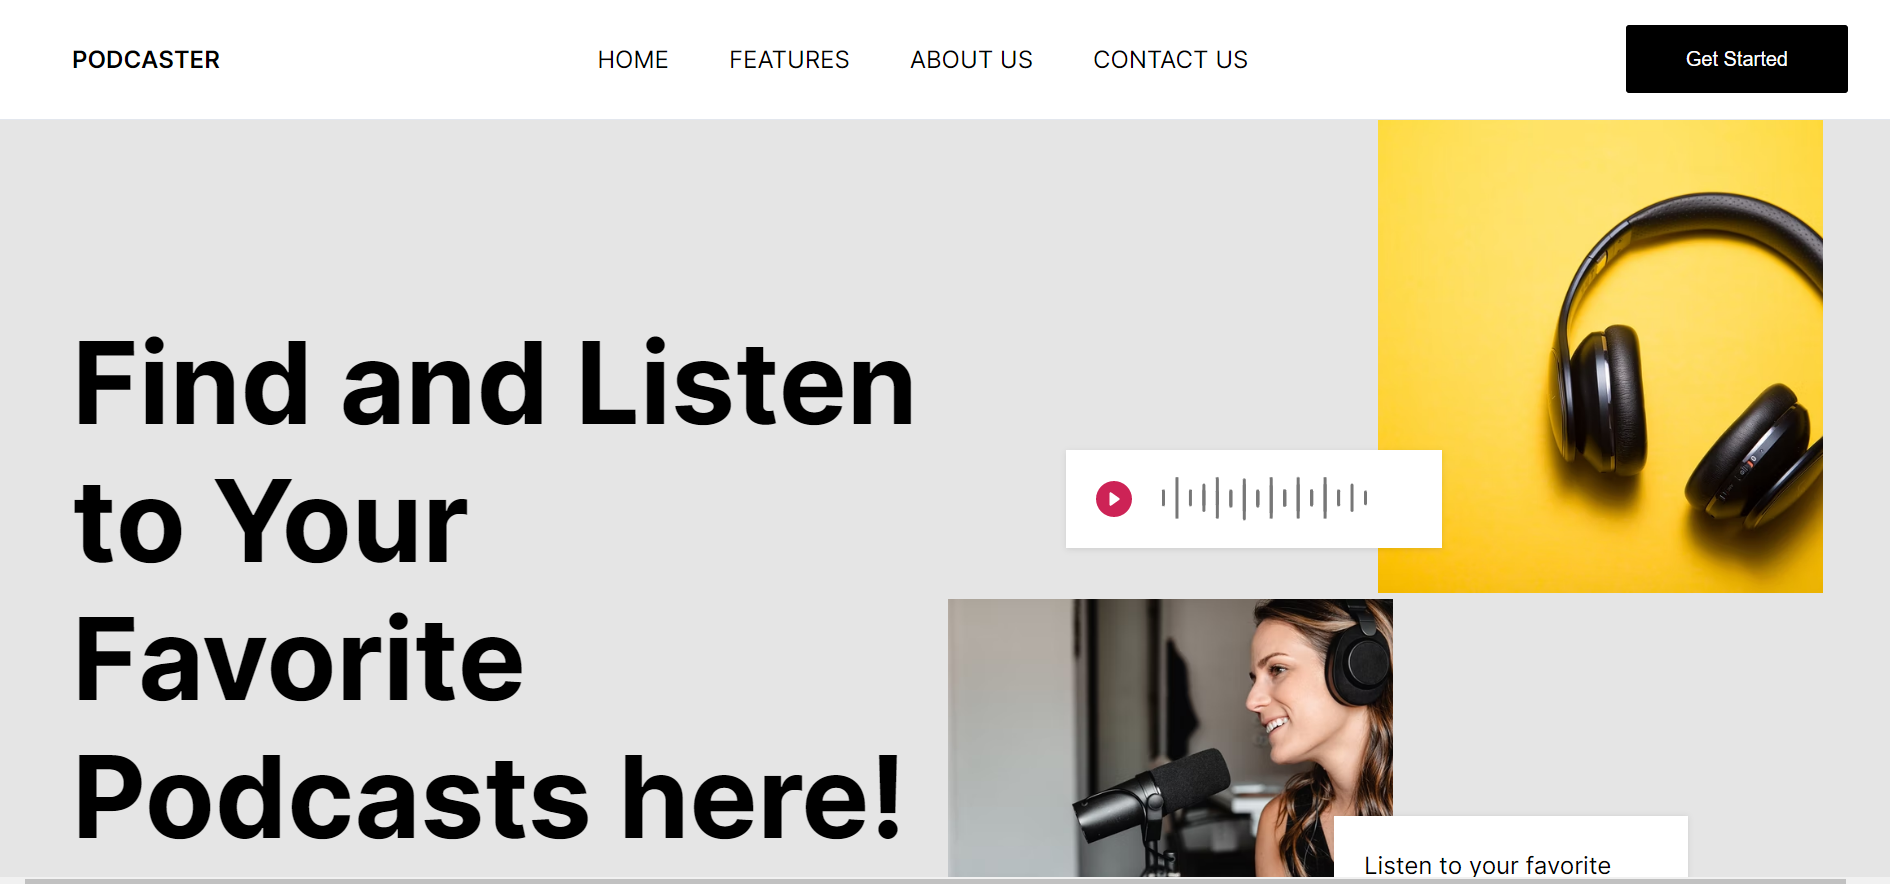 PODCASTER
HOME
FEATURES
ABOUT US
CONTACT US
Get Started
Find and Listen
to Your
Favorite
Podcasts here!
Listen to your favorite